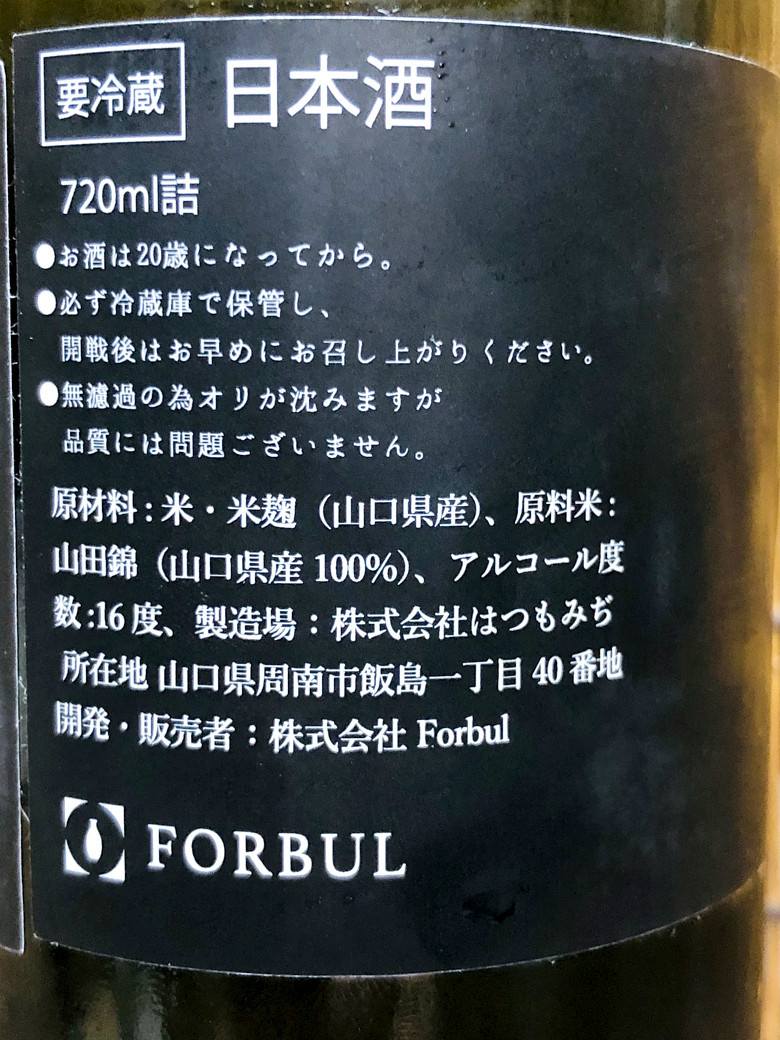 要冷蔵 日本酒
720ml詰
●お酒は20歳になってから。
●必ず冷蔵庫で保管し、
開戦後はお早めにお召し上がりください。
●無濾過の為オリが沈みますが
品質には問題ございません。
原材料:米・米麹(山口県産)、原料米:
山田錦(山口県産 100%)、アルコール度
数:16度、製造場:株式会社はつもみぢ
所在地 山口県周南市飯島一丁目 40 番地
開発・販売者:株式会社 Forbul
FORBUL